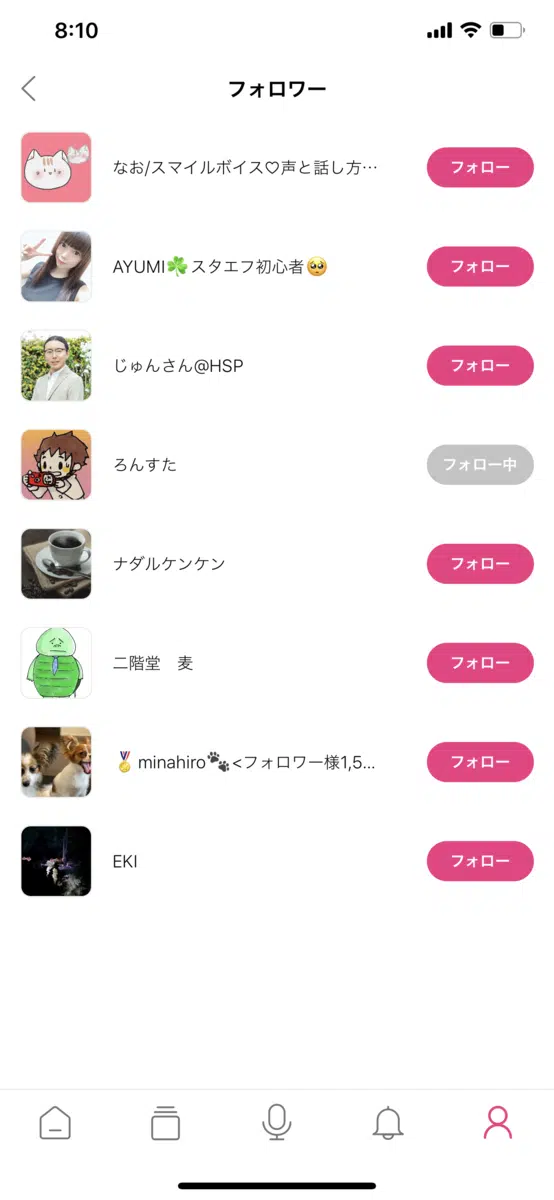 8:10
フォロワー
なお/スマイルボイス♡声と話し方… フォロー
AYUMI☘️スタエフ初心者🥺 フォロー
じゅんさん@HSP フォロー
ろんすた フォロー中
ナダルケンケン フォロー
二階堂　麦 フォロー
🏅minahiro🐾<フォロワー様1,5... フォロー
EKI フォロー